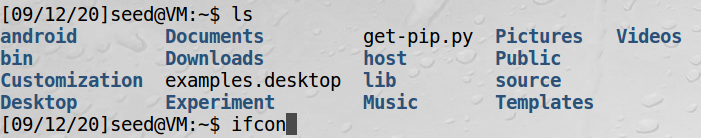 [09/12/20]seed@VM:~$ ls
android Documents get-pip.py Pictures Videos
bin Downloads host Public
Customization examples.desktop lib source
Desktop Experiment Music Templates
[09/12/20]seed@VM:~$ ifcon